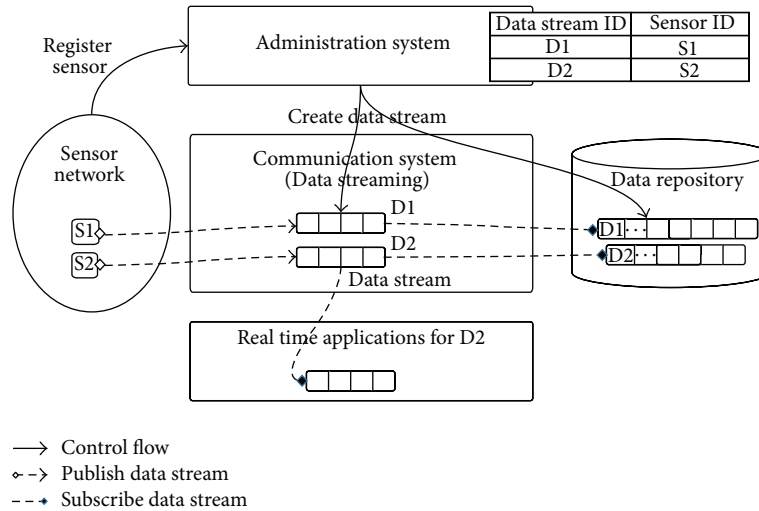 Data stream ID Sensor ID
D1 S1
D2 S2
Register
sensor
Administration system
Create data stream
Sensor
network
Communication system
(Data streaming)
Data repository
S1
D1
D1 ...
S2
D2
D2 ...
Data stream
Real time applications for D2
Control flow
Publish data stream
Subscribe data stream